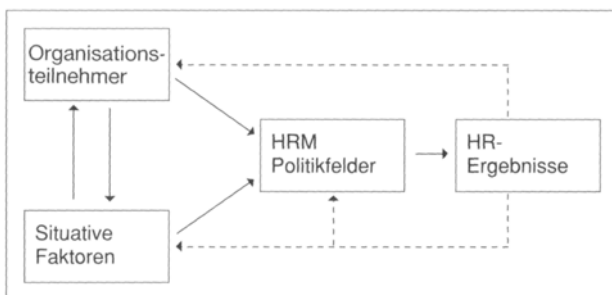 Organisations-
teilnehmer
HRM
Politikfelder
HR-
Ergebnisse
Situative
Faktoren